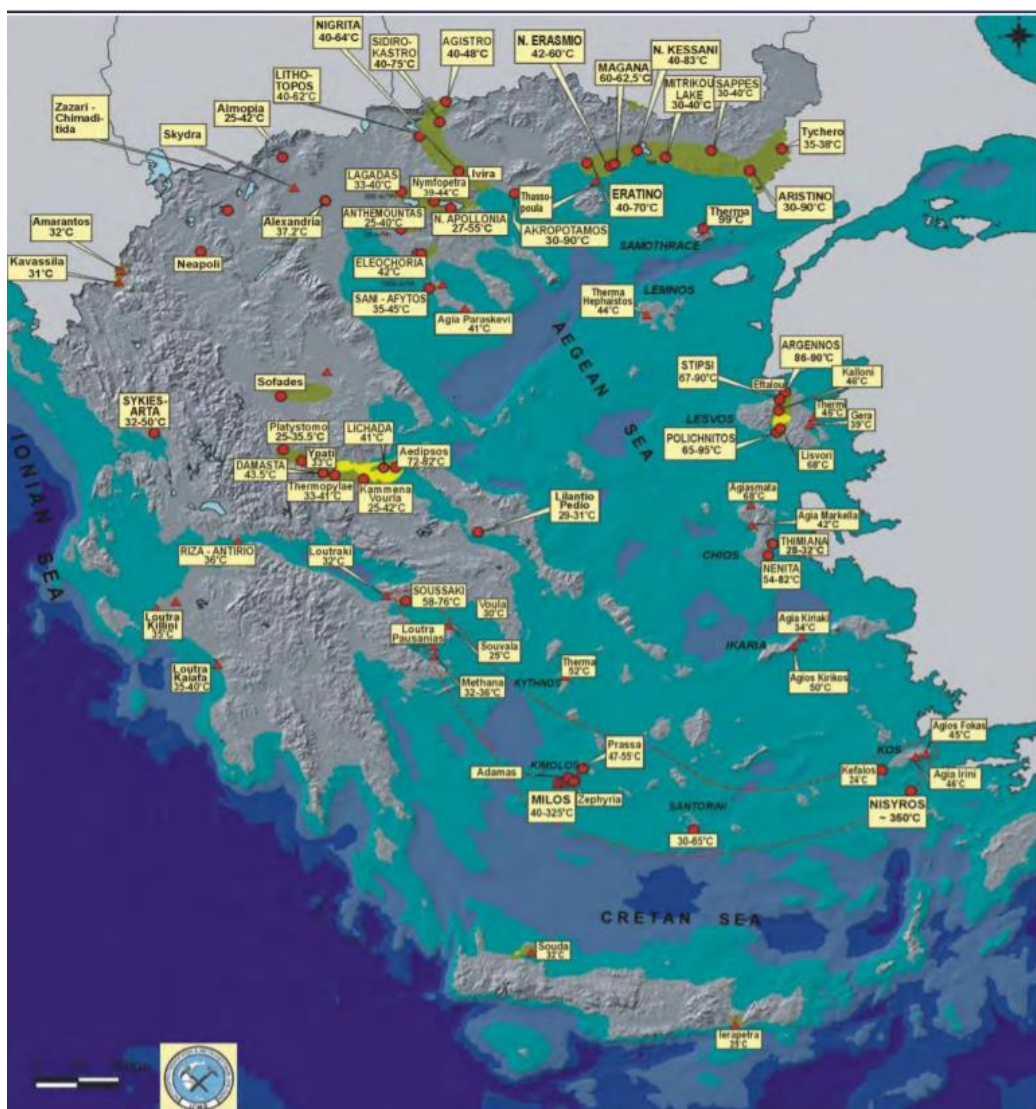 NIGRITA
40-64°C
SIDIRO-
KASTRO
40-75°C
AGISTRO
40-48°C
N. ERASMIO
42-60°C
MAGANA
60-62,5°C
N. KESSANI
40-83°C
MITRIKOU
LAKE
30-40°C
SAPPES
30-40°C
LITHO-
TOPOS
40-62°C
Zazari -
Chimadi-
tida
Skydra
Almopia
25-42°C
Tychero
35-38°C
LAGADAS
33-40°C
Nymfopetra
39-44°C
Ivira
Thasso-
poula
ERATINO
40-70°C
ARISTINO
30-90°C
Amarantos
32°C
Alexandria
37.2°C
ANTHEMOUNTAS
25-40°C
N. APOLLONIA
27-55°C
AKROPOTAMOS
30-90°C
Therma
99°C
SAMOTHRACE
Kavassila
31°C
Neapoli
ELEOCHORIA
42°C
SANI - AFYTOS
35-45°C
Agia Paraskevi
41°C
Therma
Hephaistos
44°C
LEMNOS
AEGEAN
SEA
ARGENNOS
86-90°C
STIPSI
67-90°C
Eftalou
Kalloni
46°C
Thermi
46°C
Gera
39°C
LESVOS
POLICHNITOS
65-95°C
Lisvori
68°C
Sofades
SYKIES-
ARTA
32-50°C
Platystomo
25-35.5°C
Ypati
33°C
LICHADA
41°C
Aedipsos
72-82°C
DAMASTA
43.5°C
Thermopylae
33-41°C
Kammena
Vourla
25-42°C
Lilantio
Pedio
29-31°C
IONIAN
SEA
Agiasmata
68°C
Agia Markella
42°C
CHIOS
THIMIANA
28-32°C
NENITA
54-82°C
RIZA - ANTIRIO
36°C
Loutraki
32°C
SOUSSAKI
58-76°C
Voula
30°C
Loutra
Killini
35°C
Loutra
Pausanias
Souvala
25°C
Agia Kiriaki
34°C
IKARIA
Agios Kirikos
50°C
Loutra
Kaiafa
35-40°C
Methana
32-36°C
Therma
52°C
KYTHNOS
Agios Fokas
45°C
KOS
Kefalos
24°C
Agia Irini
46°C
Prassa
47-55°C
KIMOLOS
Adamas
Zephyria
MILOS
40-325°C
NISYROS
~ 350°C
SANTORINI
30-65°C
CRETAN SEA
Souda
32°C
Ierapetra
25°C